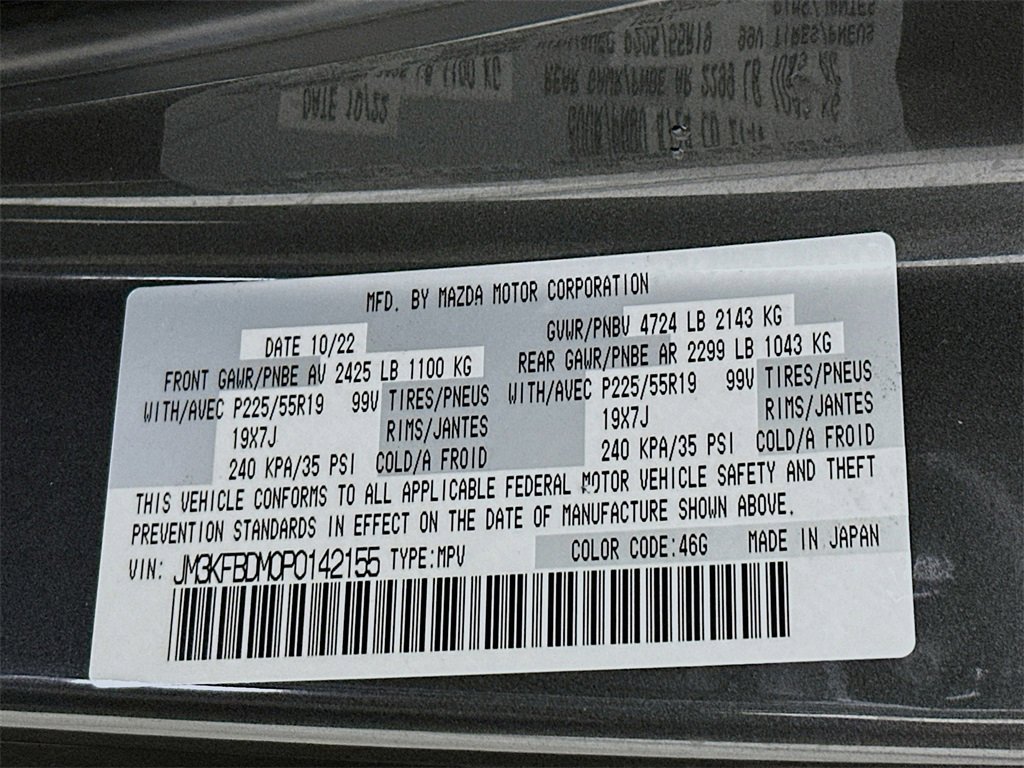 MFD. BY MAZDA MOTOR CORPORATION
DATE 10/22 GVWR/PNBV 4724 LB 2143 KG
FRONT GAWR/PNBE AV 2425 LB 1100 KG REAR GAWR/PNBE AR 2299 LB 1043 KG
WITH/AVEC P225/55R19 99V TIRES/PNEUS WITH/AVEC P225/55R19 99V TIRES/PNEUS
19X7J RIMS/JANTES 19X7J RIMS/JANTES
240 KPA/35 PSI COLD/A FROID 240 KPA/35 PSI COLD/A FROID
THIS VEHICLE CONFORMS TO ALL APPLICABLE FEDERAL MOTOR VEHICLE SAFETY AND THEFT
PREVENTION STANDARDS IN EFFECT ON THE DATE OF MANUFACTURE SHOWN ABOVE.
VIN: JM3KFBDM0P0142155 TYPE:MPV COLOR CODE:46G MADE IN JAPAN